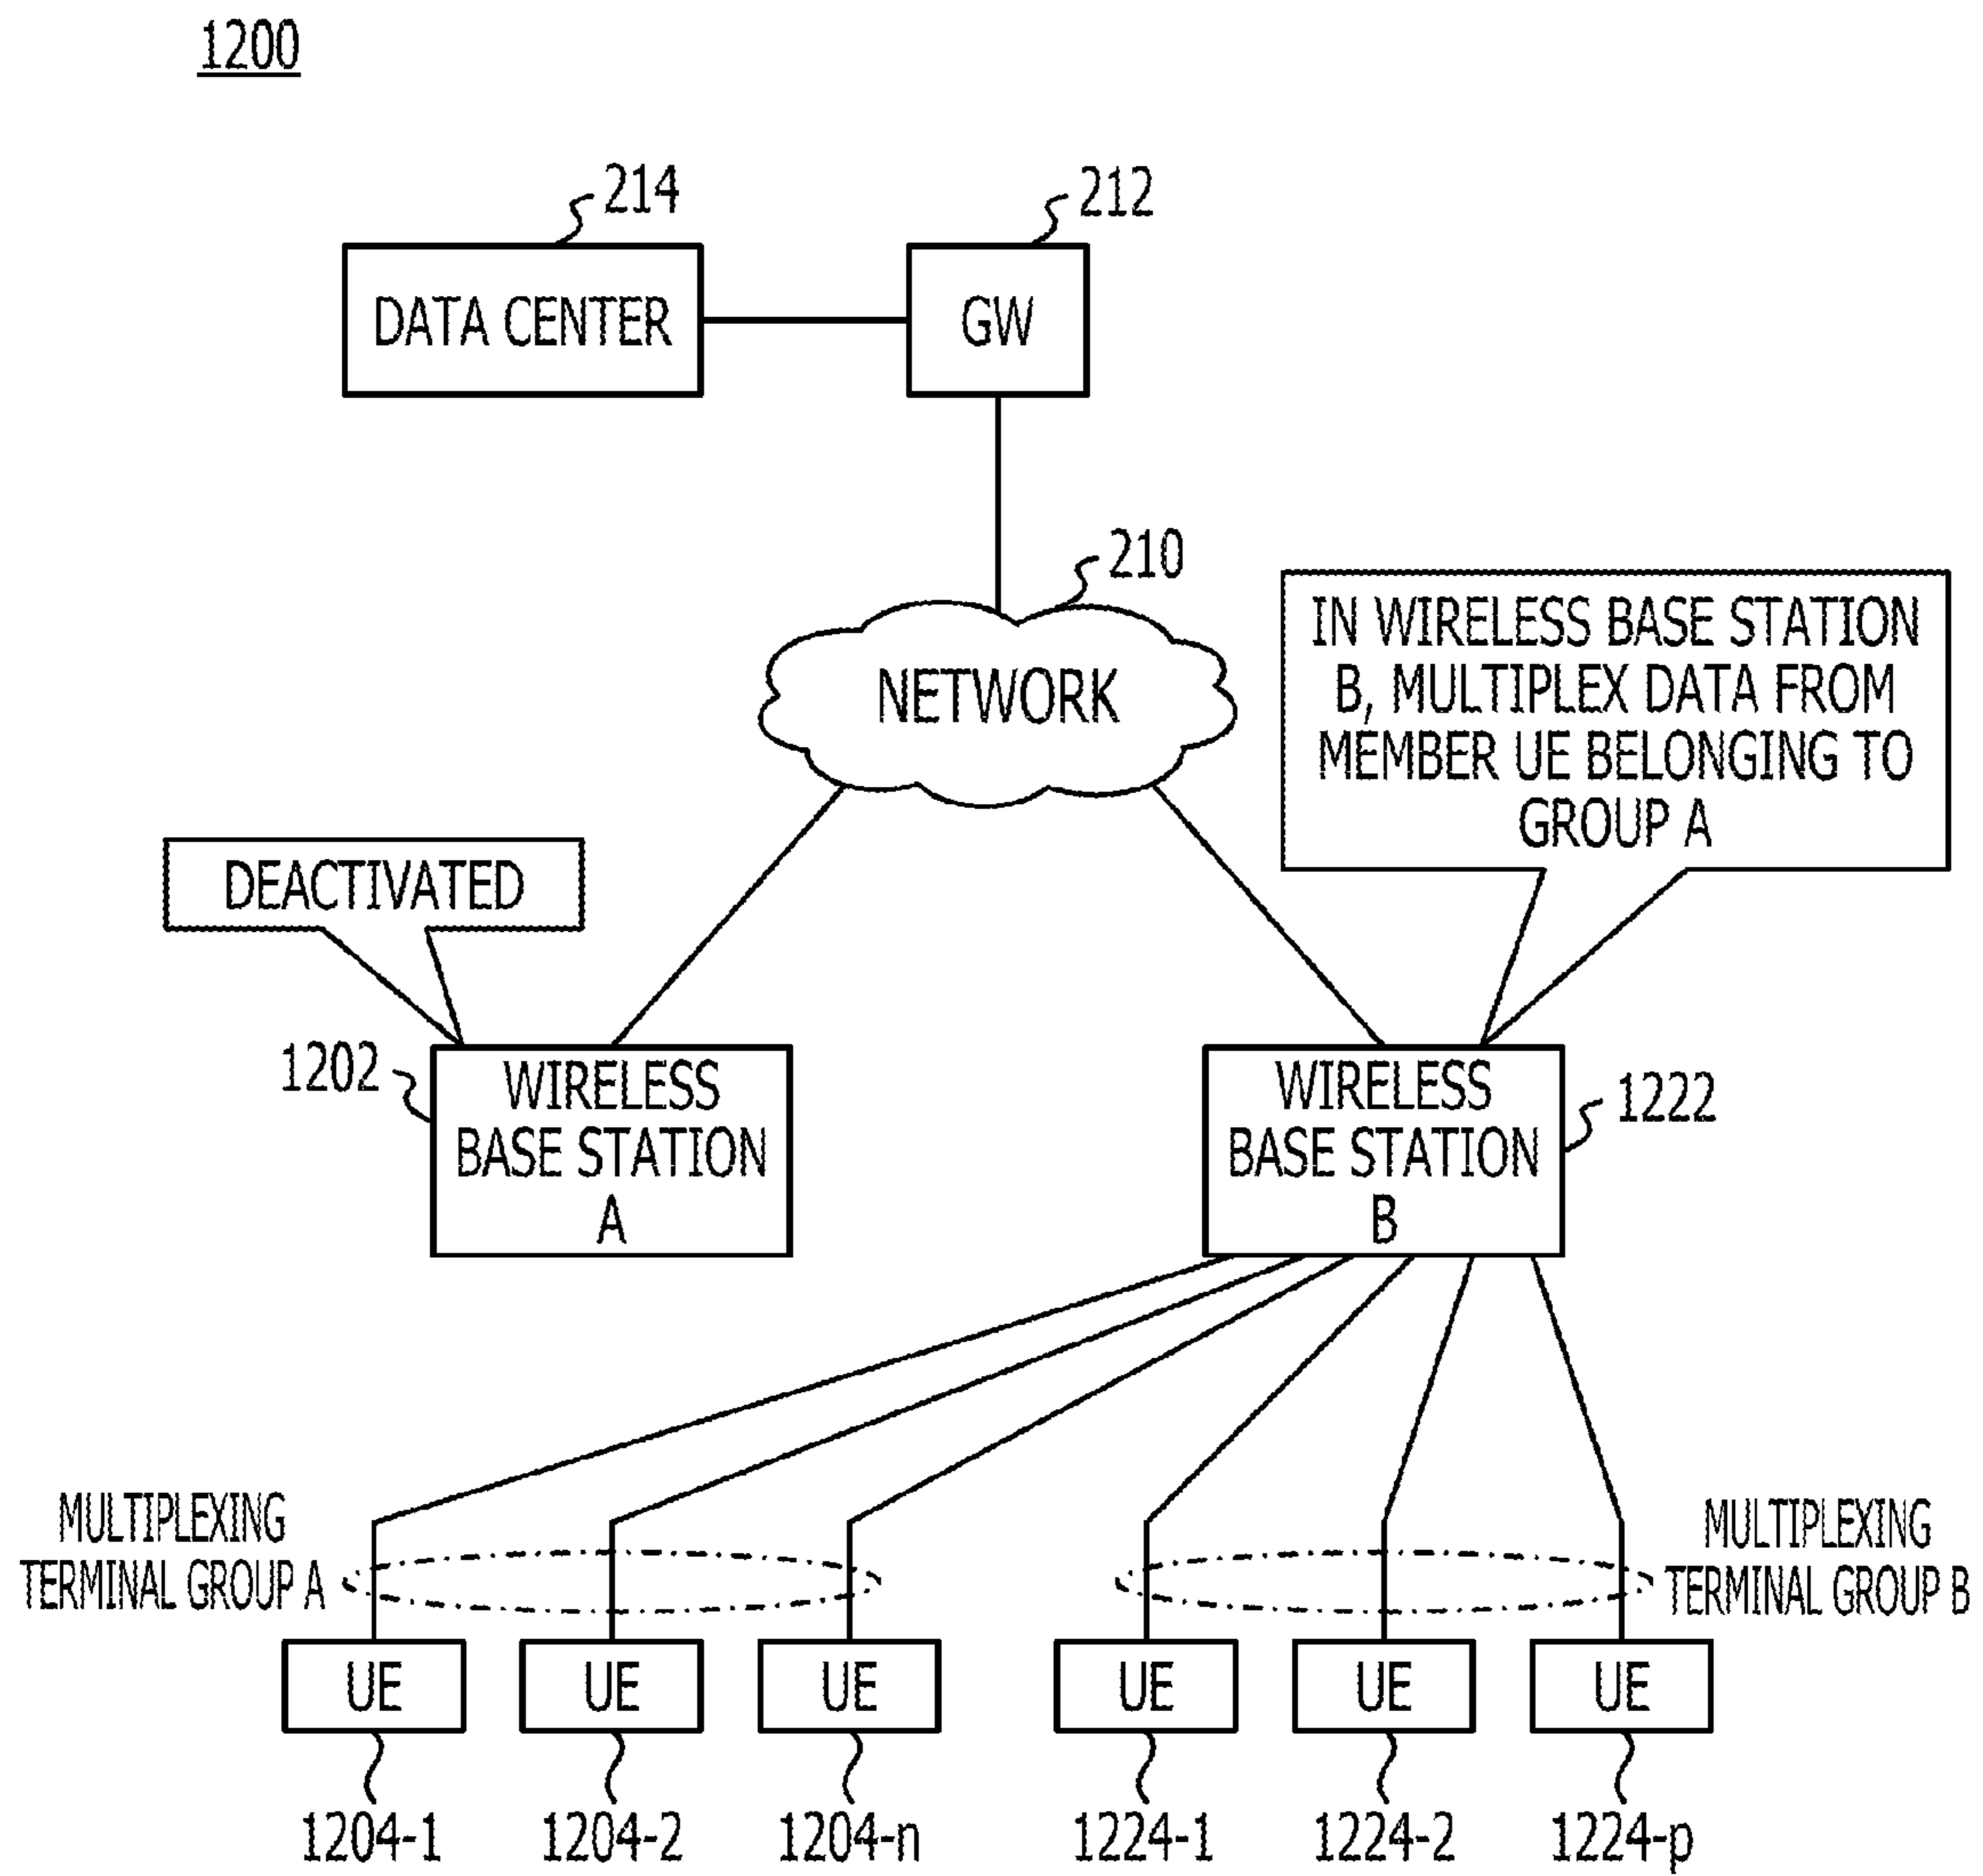 1200
214
212
DATA CENTER
GW
210
NETWORK
IN WIRELESS BASE STATION
B, MULTIPLEX DATA FROM
MEMBER UE BELONGING TO
GROUP A
DEACTIVATED
1202
WIRELESS
BASE STATION
A
WIRELESS
BASE STATION
B
1222
MULTIPLEXING
TERMINAL GROUP A
MULTIPLEXING
TERMINAL GROUP B
UE
UE
UE
UE
UE
UE
1204-1
1204-2
1204-n
1224-1
1224-2
1224-p